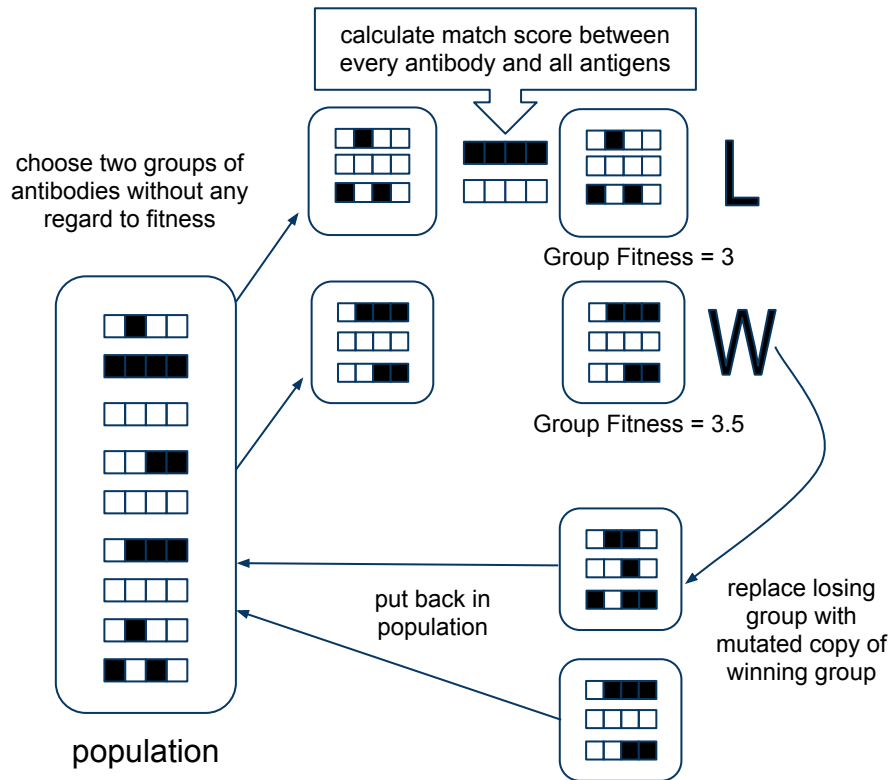 calculate match score between
every antibody and all antigens
choose two groups of
antibodies without any
regard to fitness
L
Group Fitness = 3
W
Group Fitness = 3.5
put back in
population
replace losing
group with
mutated copy of
winning group
population